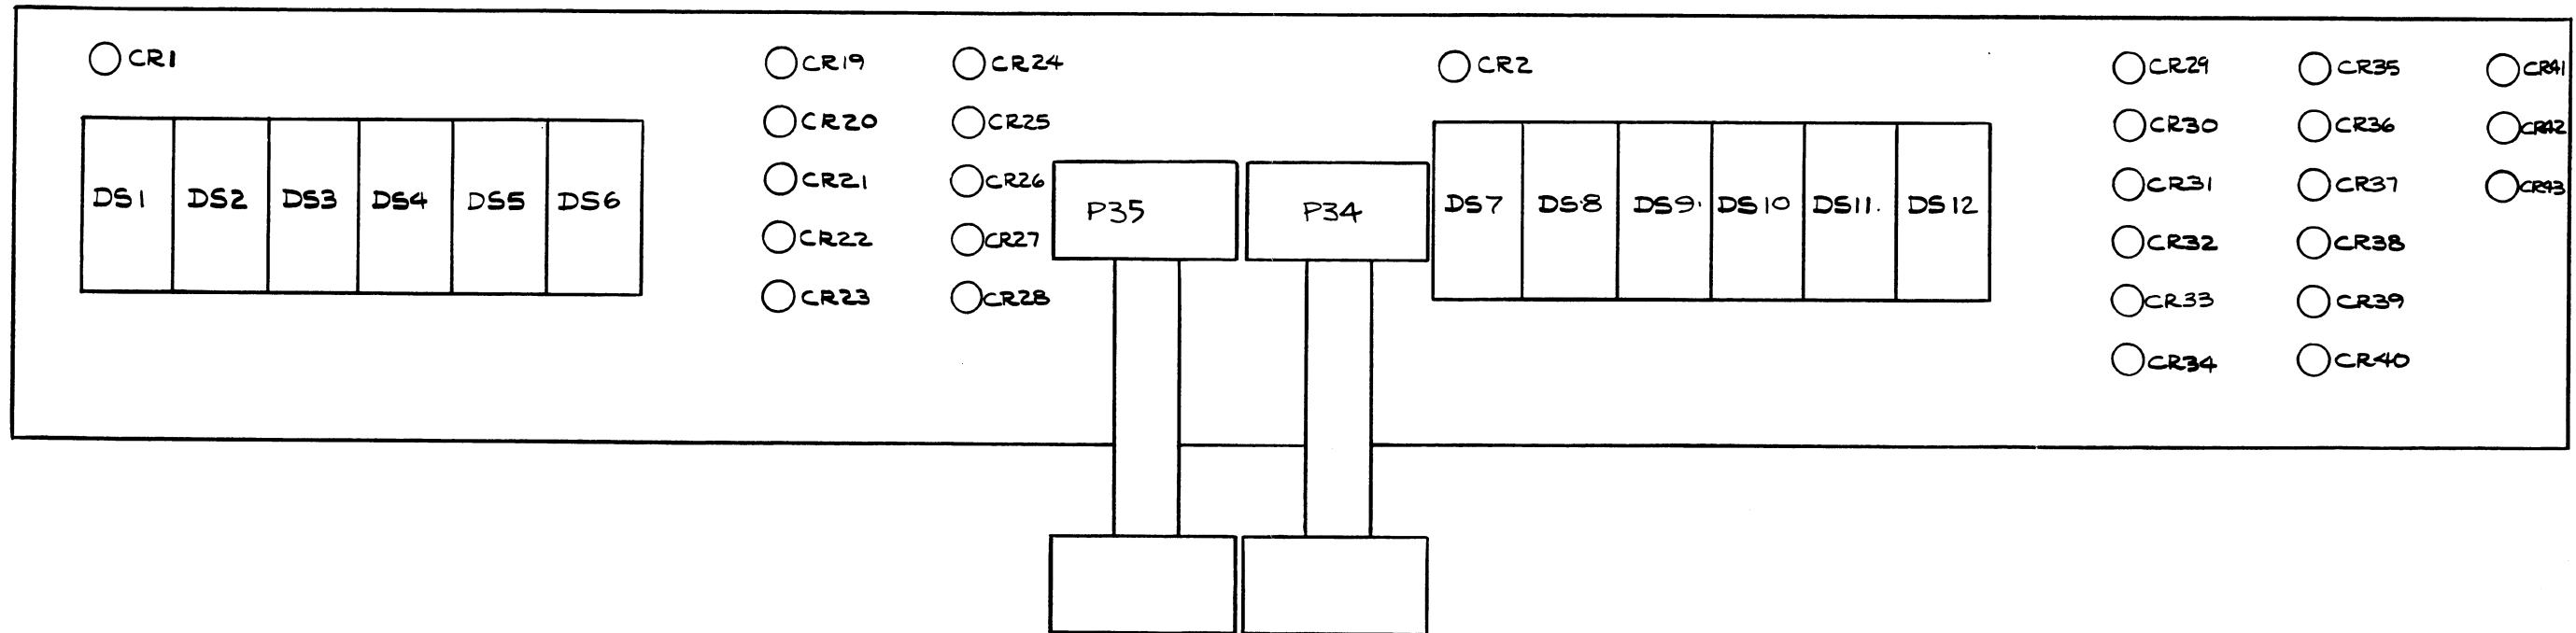 CR1 CR19 CR24 CR2 CR29 CR35 CR41
CR20 CR25 CR30 CR36 CR42
CR21 CR26 CR31 CR37 CR43
DS1 DS2 DS3 DS4 DS5 DS6 P35 P34 DS7 DS8 DS9 DS10 DS11 DS12
CR22 CR27 CR32 CR38
CR23 CR28 CR33 CR39
CR34 CR40